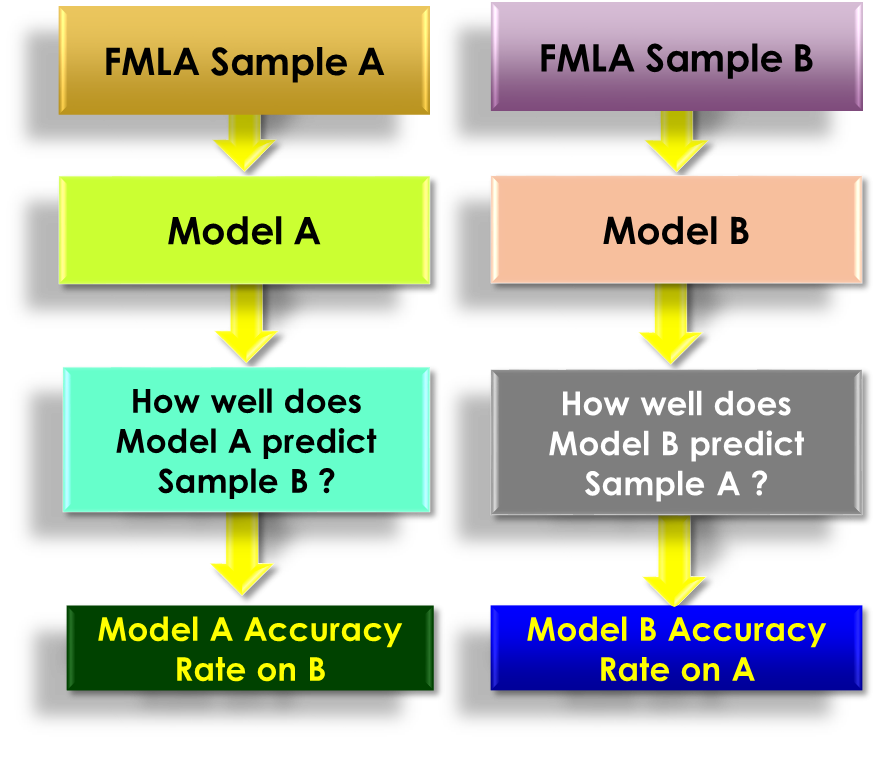 FMLA Sample A
FMLA Sample B
Model A
Model B
How well does
Model A predict
Sample B ?
How well does
Model B predict
Sample A ?
Model A Accuracy
Rate on B
Model B Accuracy
Rate on A